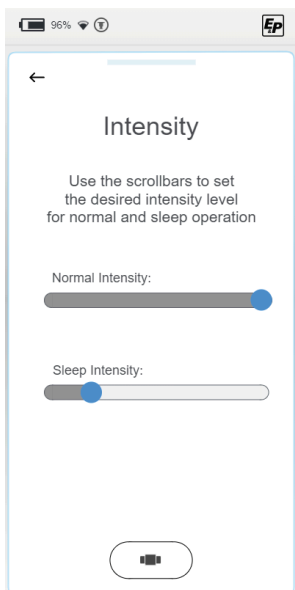 96%
EP
Intensity
Use the scrollbars to set
the desired intensity level
for normal and sleep operation
Normal Intensity:
Sleep Intensity: